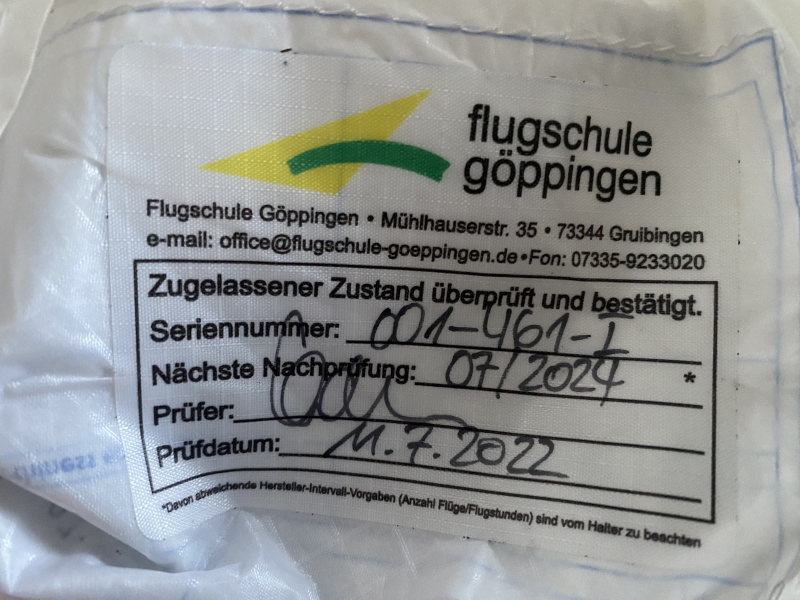 flugschule
göppingen
Flugschule Göppingen • Mühlhauserstr. 35 • 73344 Gruibingen
e-mail: office@flugschule-goeppingen.de•Fon: 07335-9233020
Zugelassener Zustand überprüft und bestätigt.
Seriennummer: 001-461-I
Nächste Nachprüfung: 07/2024 *
Prüfer:
Prüfdatum: 11.7.2022
*Davon abweichende Hersteller-Intervall-Vorgaben (Anzahl Flüge/Flugstunden) sind vom Halter zu beachten